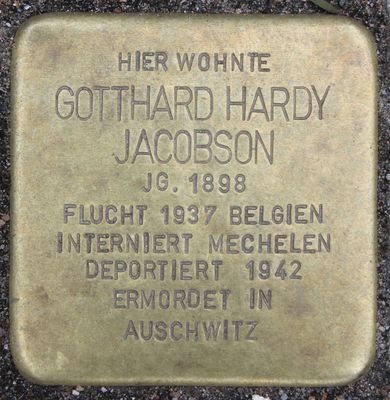 HIER WOHNTE
GOTTHARD HARDY
JACOBSON
JG. 1898
FLUCHT 1937 BELGIEN
INTERNIERT MECHELEN
DEPORTIERT 1942
ERMORDET IN
AUSCHWITZ